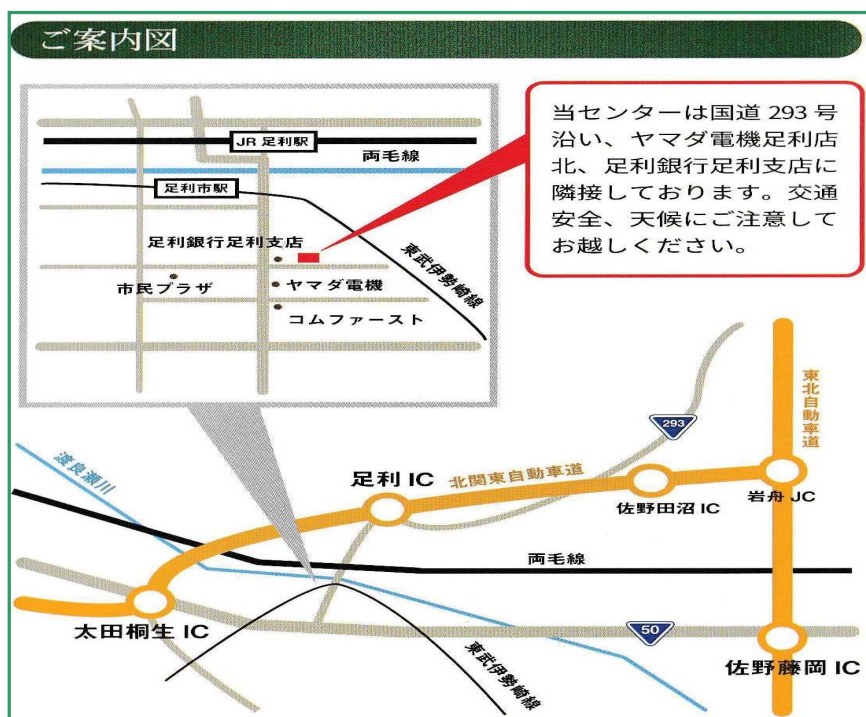 ご案内図
当センターは国道 293 号
沿い、ヤマダ電機足利店
北、足利銀行足利支店に
隣接しております。交通
安全、天候にご注意して
お越しください。
JR 足利駅
両毛線
足利市駅
足利銀行足利支店
東武伊勢崎線
市民プラザ
ヤマダ電機
コムファースト
東北自動車道
293
渡良瀬川
足利 IC
北関東自動車道
佐野田沼 IC
岩舟 JC
両毛線
太田桐生 IC
50
東武伊勢崎線
佐野藤岡 IC